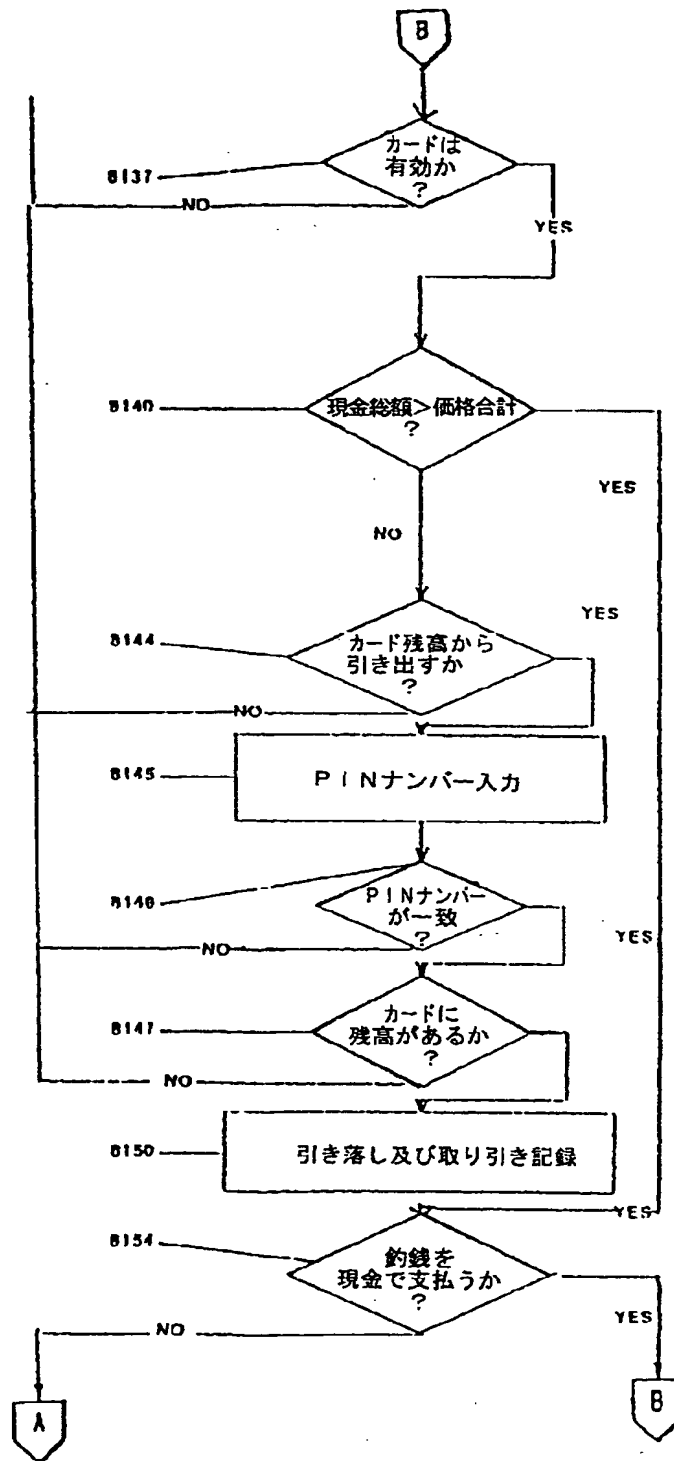 B
カードは
有効か
?
8137
NO
YES
現金総額>価格合計
?
8140
YES
NO
YES
カード残高から
引き出すか
?
8144
NO
8145
PINナンバー入力
8146
PINナンバー
が一致
?
NO
YES
カードに
残高があるか
?
8147
NO
8150
引き落し及び取り引き記録
YES
8154
釣銭を
現金で支払うか
?
NO
YES
A
B